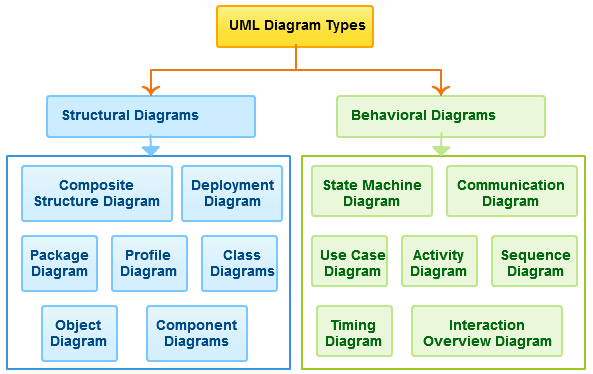 UML Diagram Types
Structural Diagrams
Behavioral Diagrams
Composite
Structure Diagram
Deployment
Diagram
Package
Diagram
Profile
Diagram
Class
Diagrams
Object
Diagram
Component
Diagrams
State Machine
Diagram
Communication
Diagram
Use Case
Diagram
Activity
Diagram
Sequence
Diagram
Timing
Diagram
Interaction
Overview Diagram